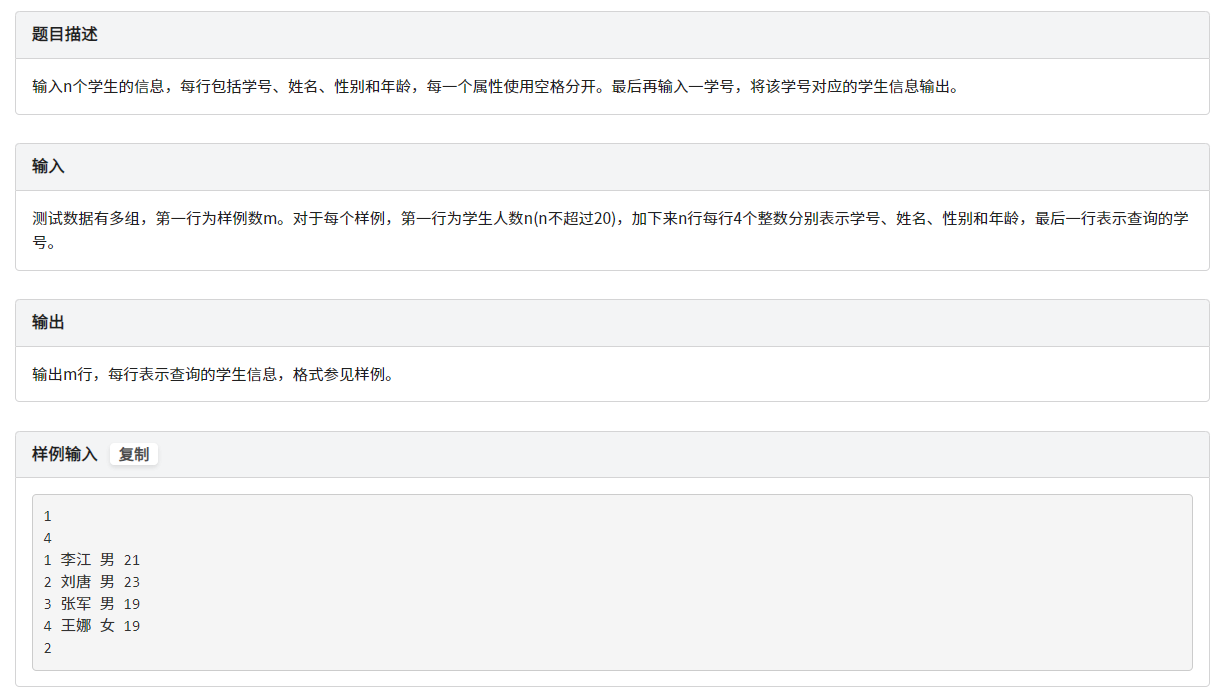 题目描述
输入n个学生的信息，每行包括学号、姓名、性别和年龄，每一个属性使用空格分开。最后再输入一学号，将该学号对应的学生信息输出。
输入
测试数据有多组，第一行为样例数m。对于每个样例，第一行为学生人数n(n不超过20)，加下来n行每行4个整数分别表示学号、姓名、性别和年龄，最后一行表示查询的学
号。
输出
输出m行，每行表示查询的学生信息，格式参见样例。
样例输入 复制
1
4
1 李江 男 21
2 刘唐 男 23
3 张军 男 19
4 王娜 女 19
2